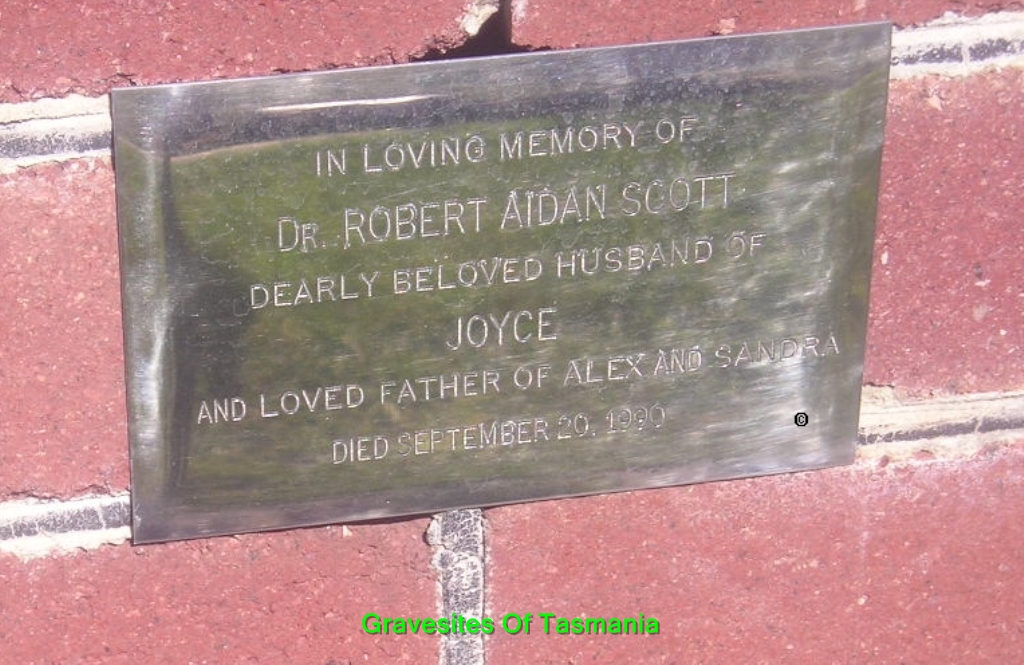 IN LOVING MEMORY OF
DR. ROBERT AIDAN SCOTT
DEARLY BELOVED HUSBAND OF
JOYCE
AND LOVED FATHER OF ALEX AND SANDRA
DIED SEPTEMBER 20, 1990
©
Gravesites Of Tasmania